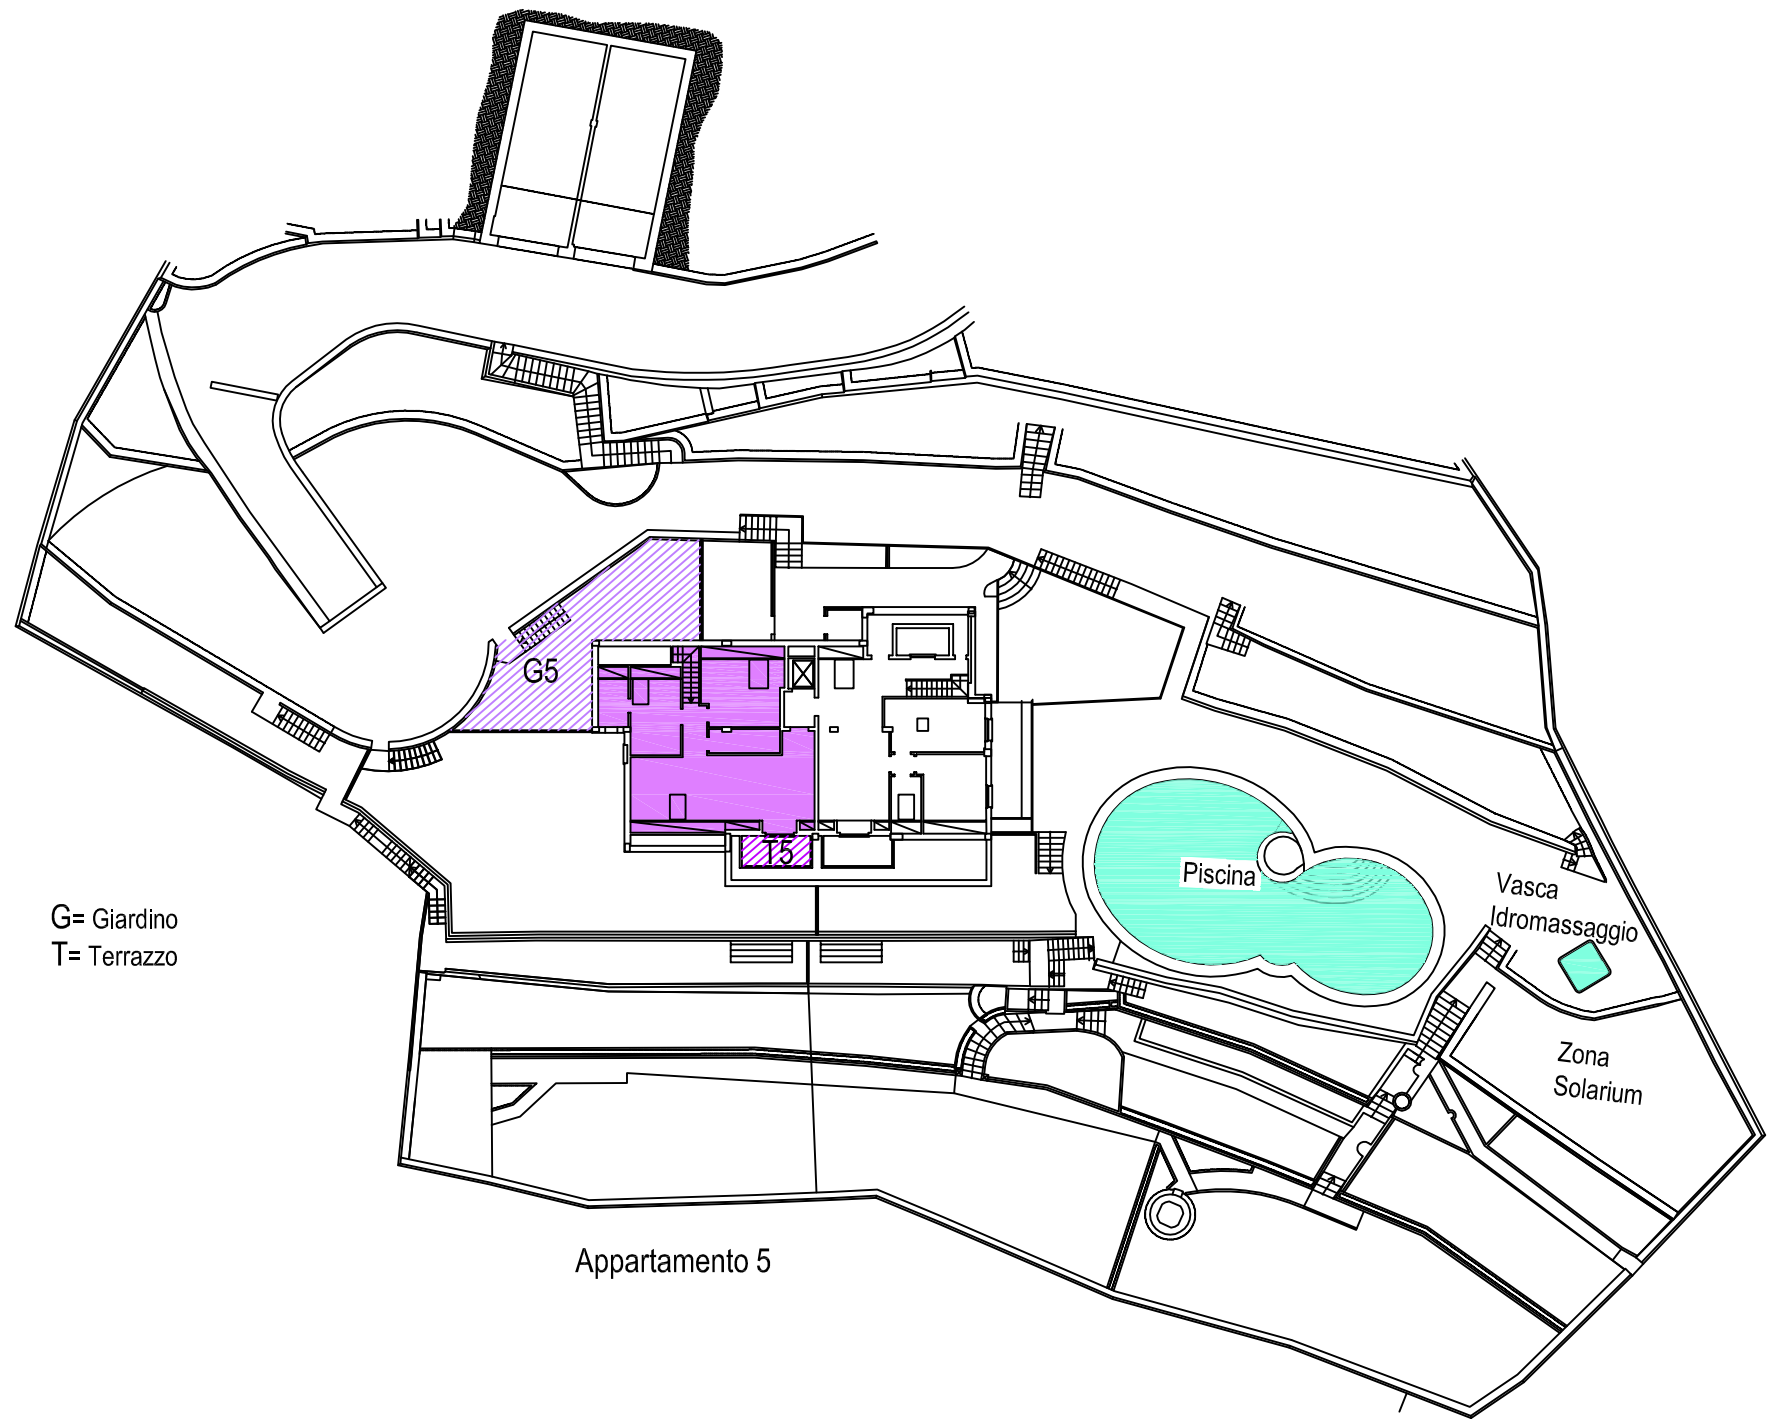 G5
T5
Piscina
Vasca
Idromassaggio
G= Giardino
T= Terrazzo
Zona
Solarium
Appartamento 5